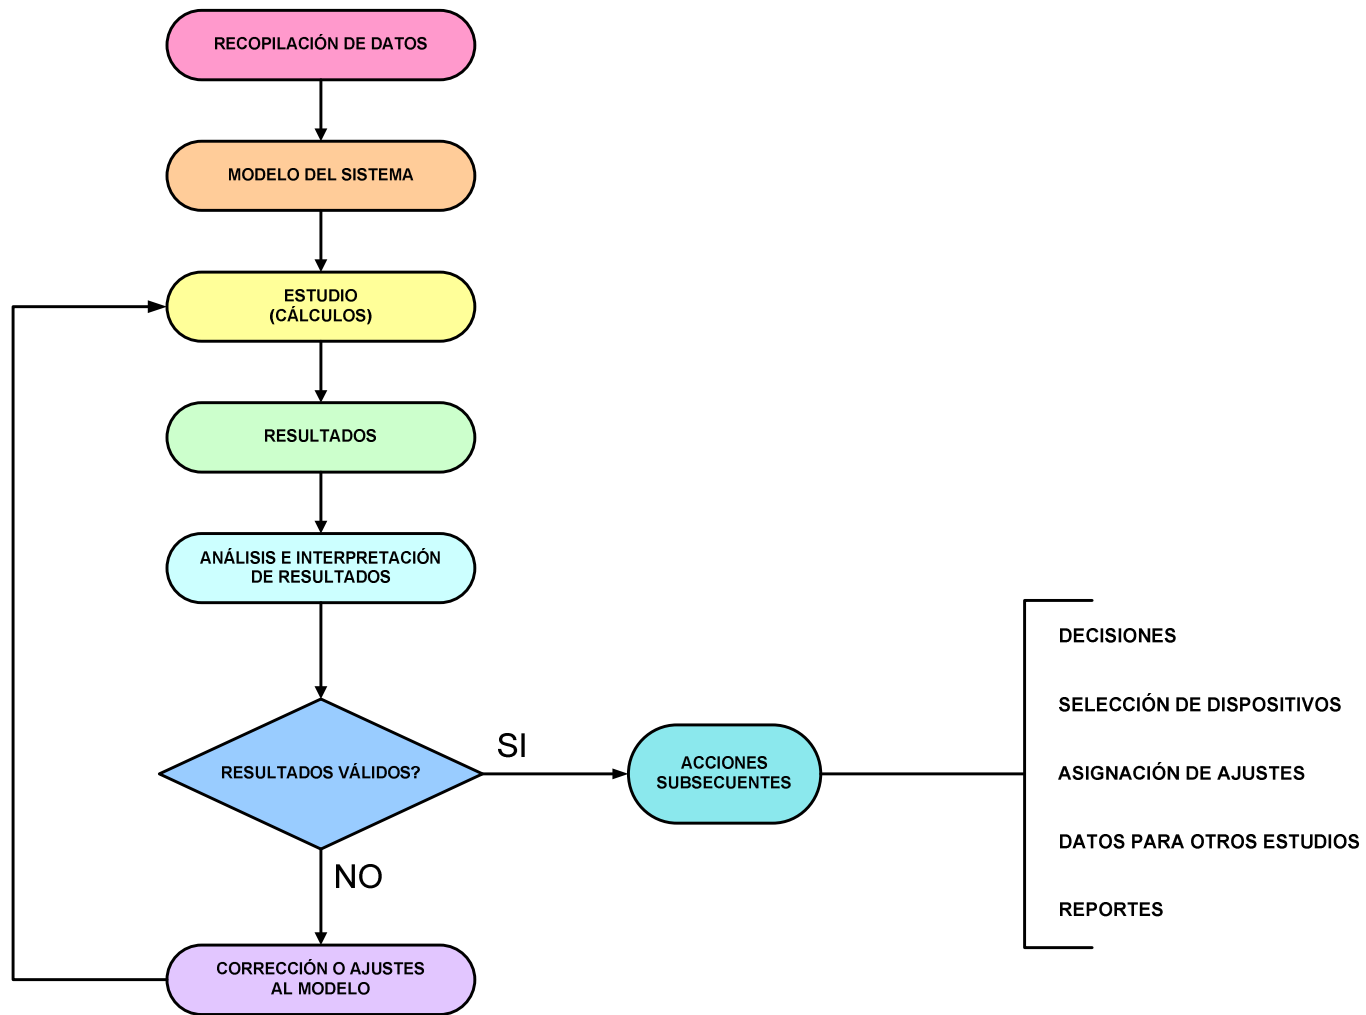 RECOPILACIÓN DE DATOS
MODELO DEL SISTEMA
ESTUDIO
(CÁLCULOS)
RESULTADOS
ANÁLISIS E INTERPRETACIÓN
DE RESULTADOS
RESULTADOS VÁLIDOS?
SI
NO
CORRECCIÓN O AJUSTES
AL MODELO
ACCIONES
SUBSECUENTES
DECISIONES
SELECCIÓN DE DISPOSITIVOS
ASIGNACIÓN DE AJUSTES
DATOS PARA OTROS ESTUDIOS
REPORTES